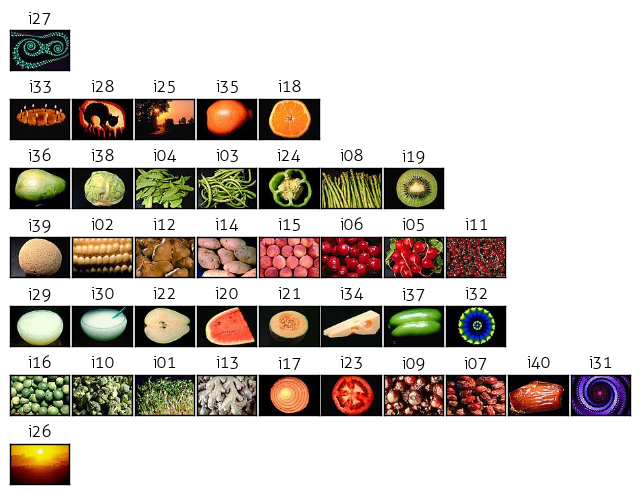 i27
i33 i28 i25 i35 i18
i36 i38 i04 i03 i24 i08 i19
i39 i02 i12 i14 i15 i06 i05 i11
i29 i30 i22 i20 i21 i34 i37 i32
i16 i10 i01 i13 i17 i23 i09 i07 i40 i31
i26